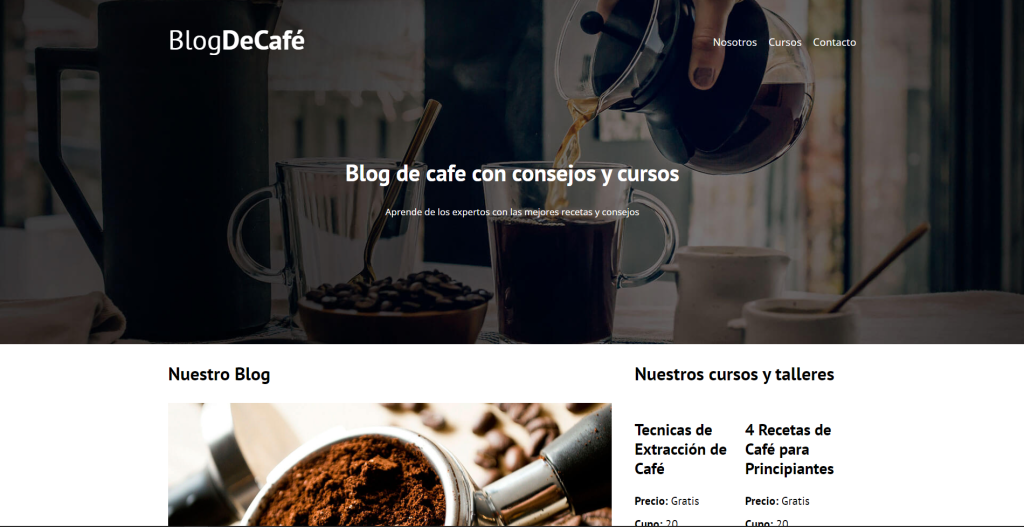 BlogDeCafé
Nosotros Cursos Contacto
Blog de cafe con consejos y cursos
Aprende de los expertos con las mejores recetas y consejos
Nuestro Blog
Nuestros cursos y talleres
Tecnicas de
Extracción de
Café
Precio: Gratis
Cupo: 20
4 Recetas de
Café para
Principiantes
Precio: Gratis
Cupo: 20